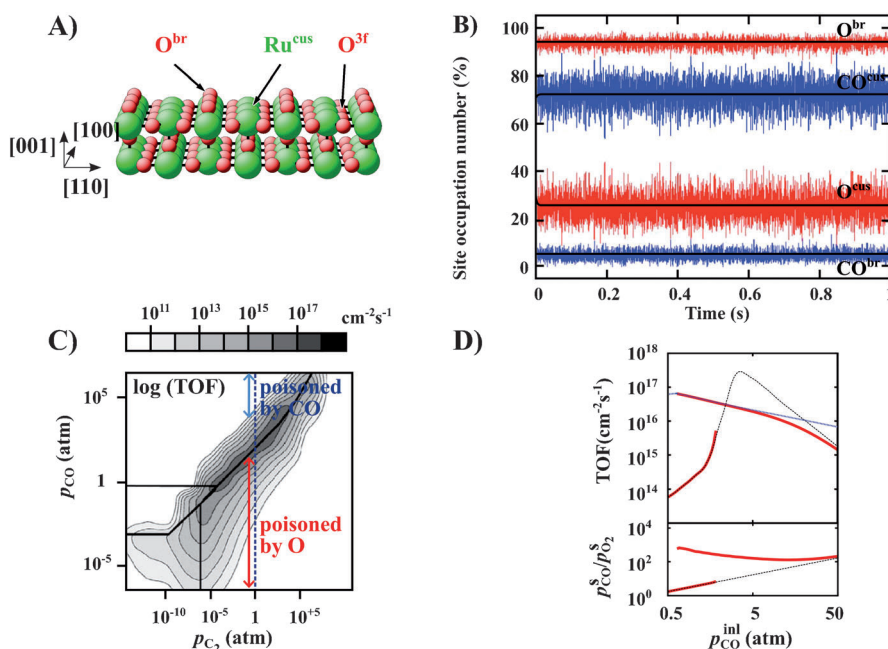 A)
O^br
Ru^cus
O^3f
[001]
[100]
[110]
B)
Site occupation number (%)
100
80
60
40
20
0
O^br
CO^cus
O^cus
CO^br
0
0.2
0.4
0.6
0.8
1
Time (s)
C)
10^11
10^13
10^15
10^17
cm^-2s^-1
log (TOF)
poisoned
by CO
poisoned
by O
p_CO (atm)
10^5
1
10^-5
10^-10
10^-5
1
10^+5
p_C2 (atm)
D)
TOF(cm^-2s^-1)
10^18
10^17
10^16
10^15
10^14
p^s_CO/p^s_O2
10^4
10^2
10^0
0.5
5
50
p^inl_CO (atm)